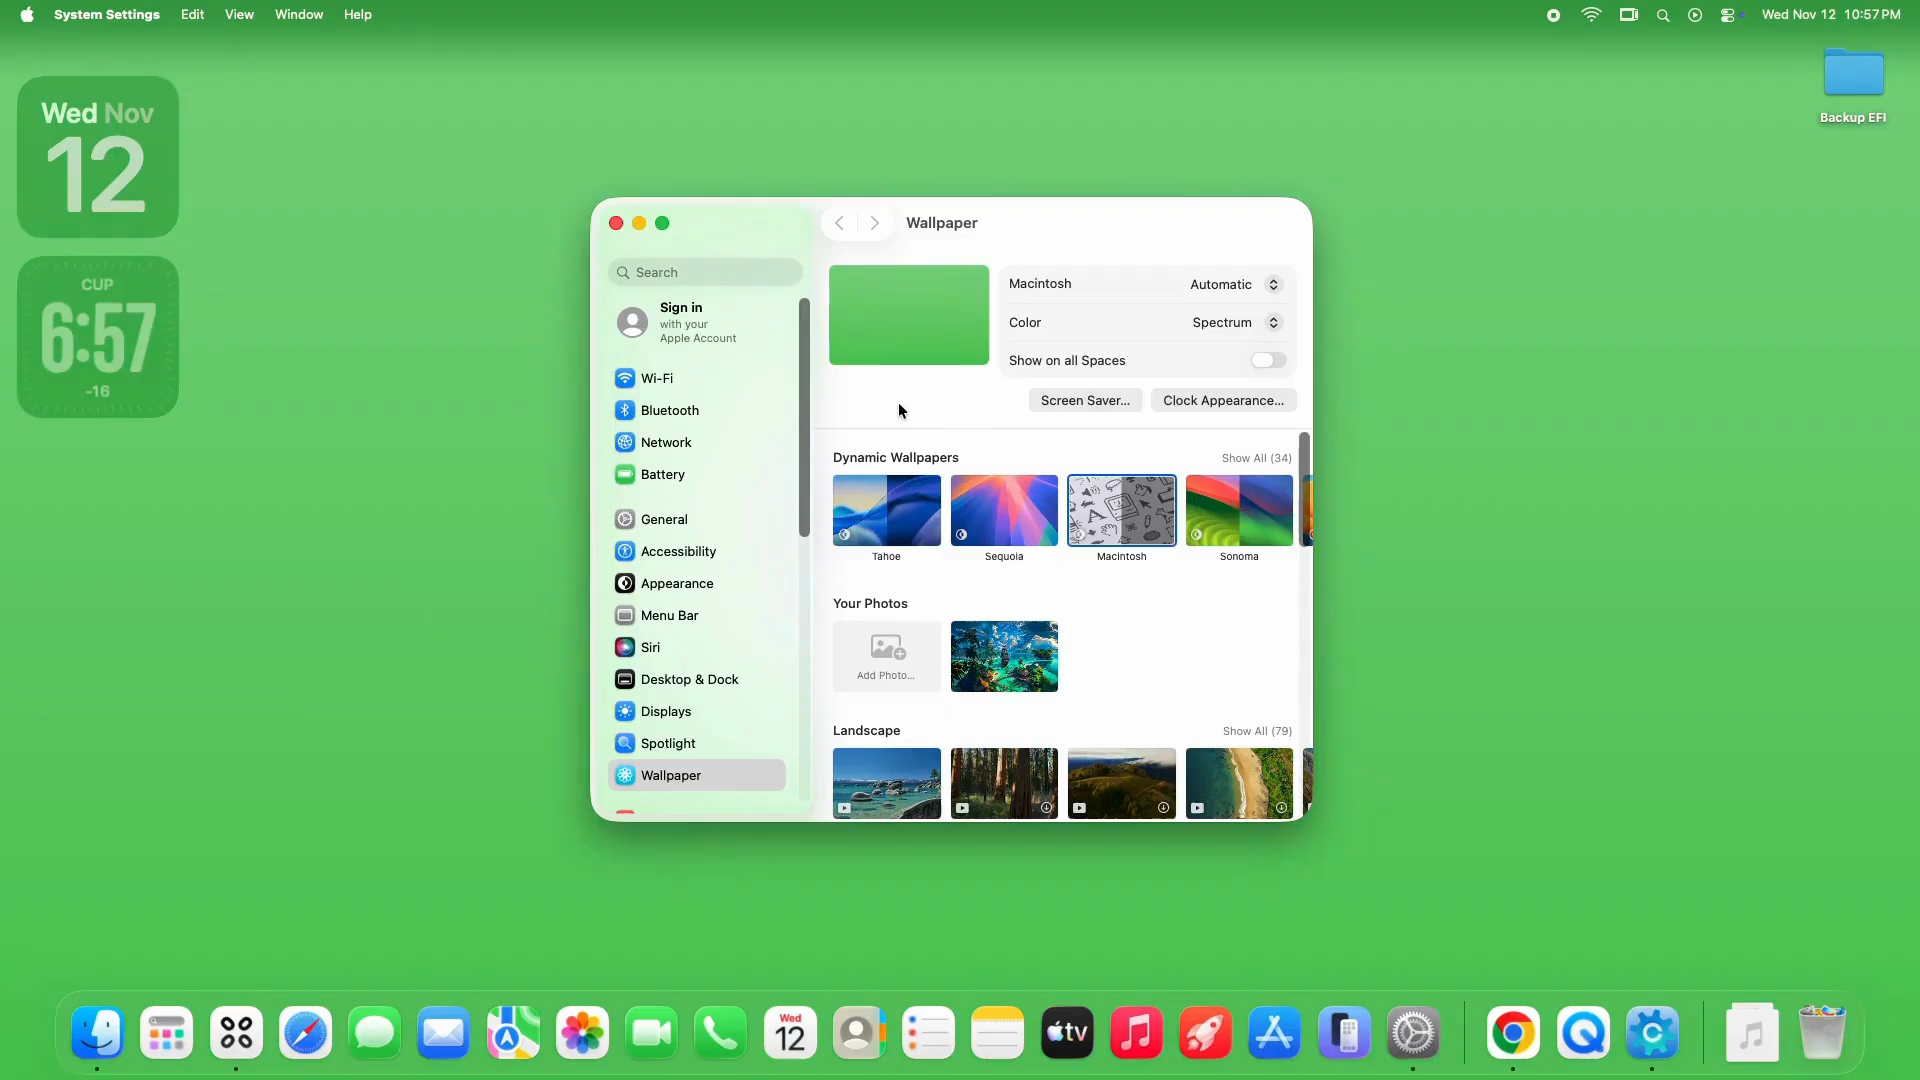 System Settings Edit View Window Help
Wed Nov 12 10:57 PM
Wed Nov
12
CUP
6:57
-16
Backup EFI
Search
Sign in
with your
Apple Account
Wi-Fi
Bluetooth
Network
Battery
General
Accessibility
Appearance
Menu Bar
Siri
Desktop & Dock
Displays
Spotlight
Wallpaper
Wallpaper
Macintosh Automatic
Color Spectrum
Show on all Spaces
Screen Saver... Clock Appearance...
Dynamic Wallpapers Show All (34)
Tahoe Sequoia Macintosh Sonoma
Your Photos
Add Photo...
Landscape Show All (79)
Wed
12
tv